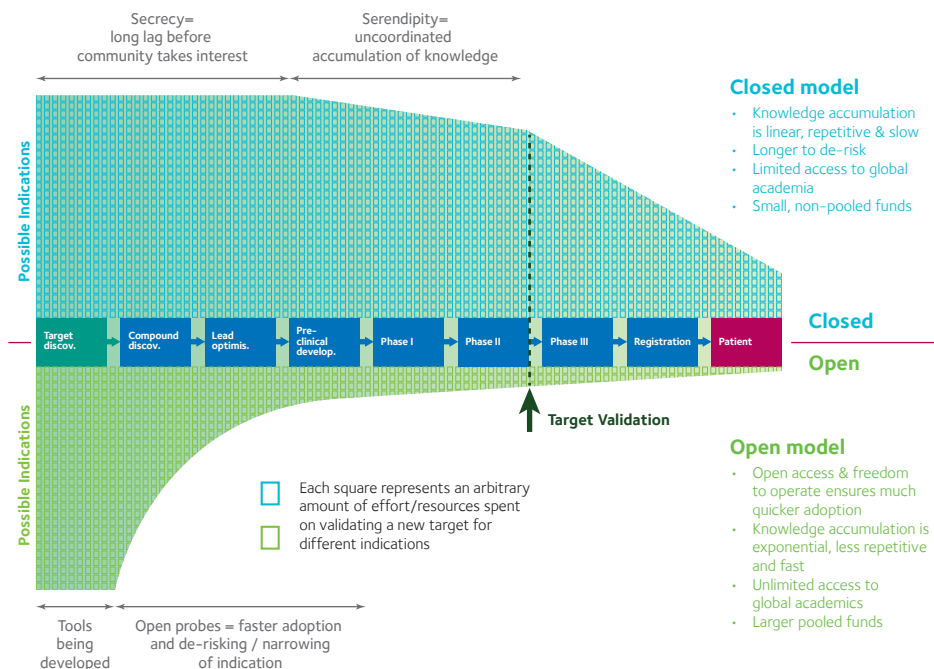 Secrecy=
long lag before
community takes interest
Serendipity=
uncoordinated
accumulation of knowledge
Closed model
• Knowledge accumulation
is linear, repetitive & slow
• Longer to de-risk
• Limited access to global
academia
• Small, non-pooled funds
Possible Indications
Target
discov.
Compound
discov.
Lead
optimis.
Pre-
clinical
develop.
Phase I
Phase II
Phase III
Registration
Patient
Closed
Open
Possible Indications
Target Validation
Each square represents an arbitrary
amount of effort/resources spent
on validating a new target for
different indications
Open model
• Open access & freedom
to operate ensures much
quicker adoption
• Knowledge accumulation is
exponential, less repetitive
and fast
• Unlimited access to
global academics
• Larger pooled funds
Tools
being
developed
Open probes = faster adoption
and de-risking / narrowing
of indication